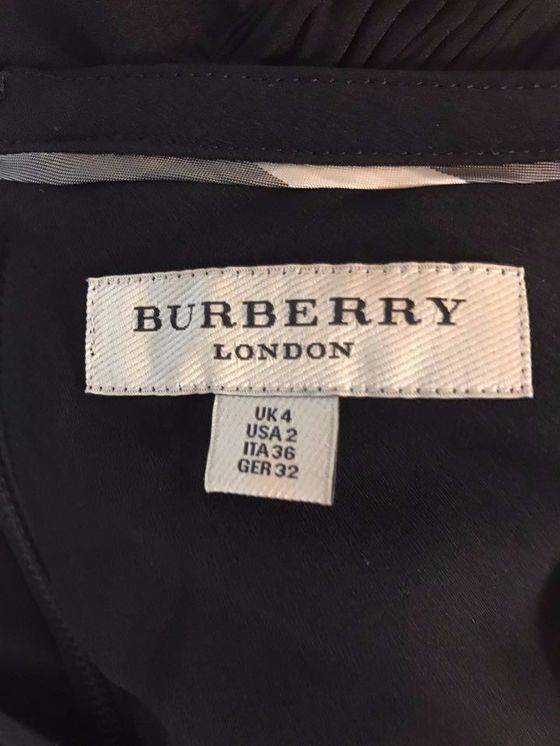 BURBERRY
LONDON
UK 4
USA 2
ITA 36
GER 32